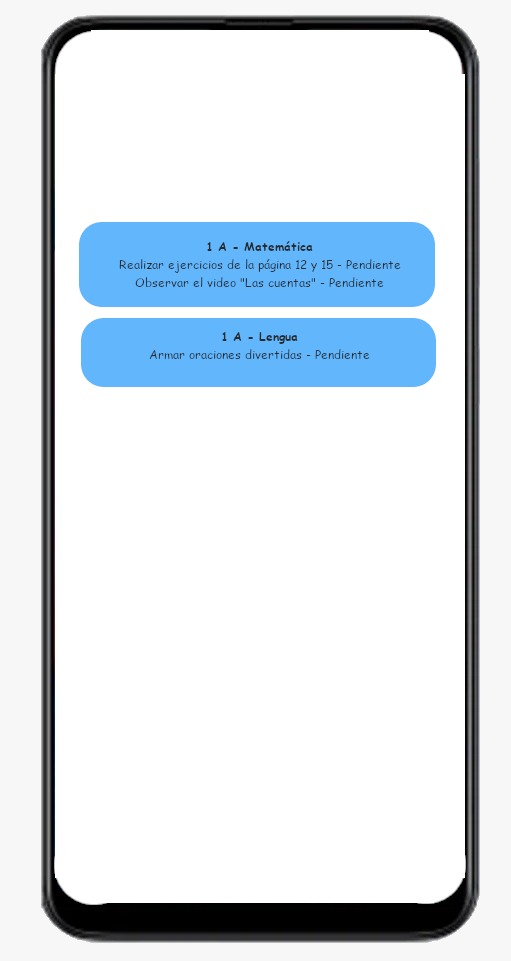 1 A - Matemática
Realizar ejercicios de la página 12 y 15 - Pendiente
Observar el video "Las cuentas" - Pendiente
1 A - Lengua
Armar oraciones divertidas - Pendiente